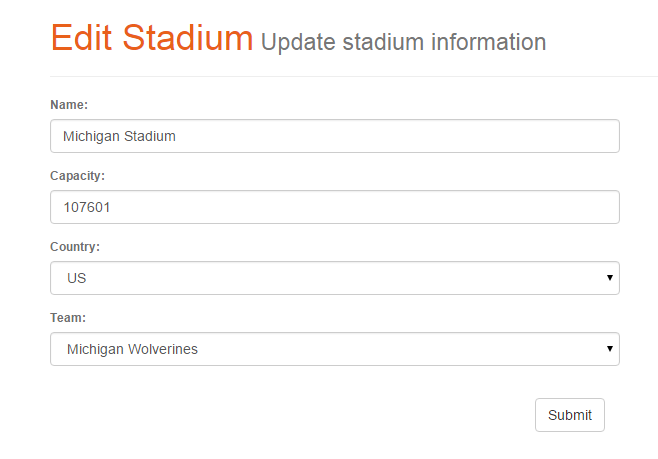 Edit Stadium Update stadium information
Name:
Michigan Stadium
Capacity:
107601
Country:
US
Team:
Michigan Wolverines
Submit